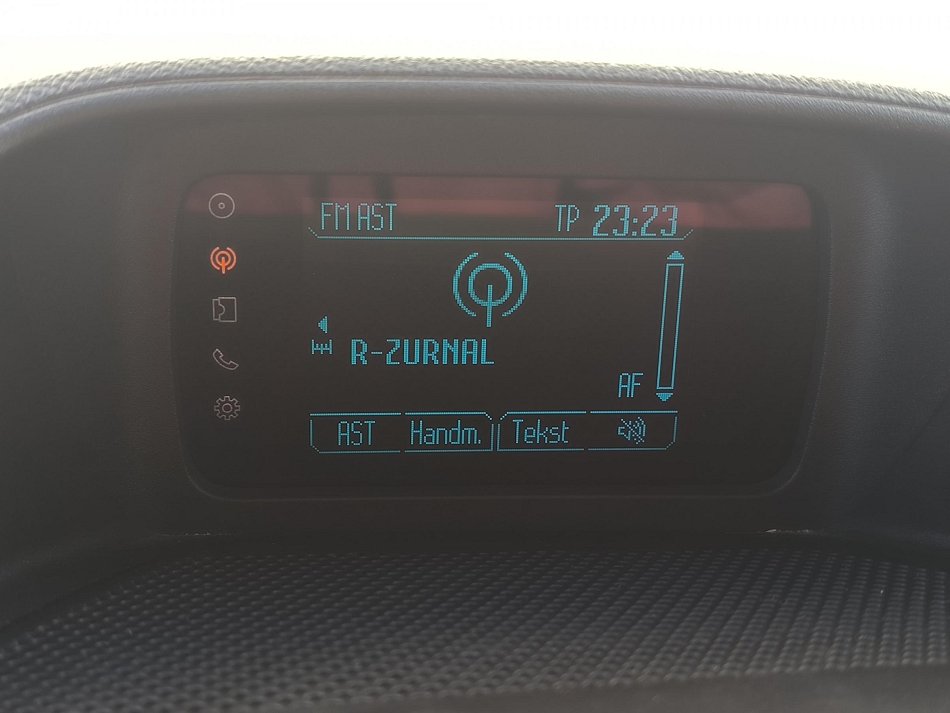 FM AST TP 23:23
R-ZURNAL
AF
AST Handm. Tekst